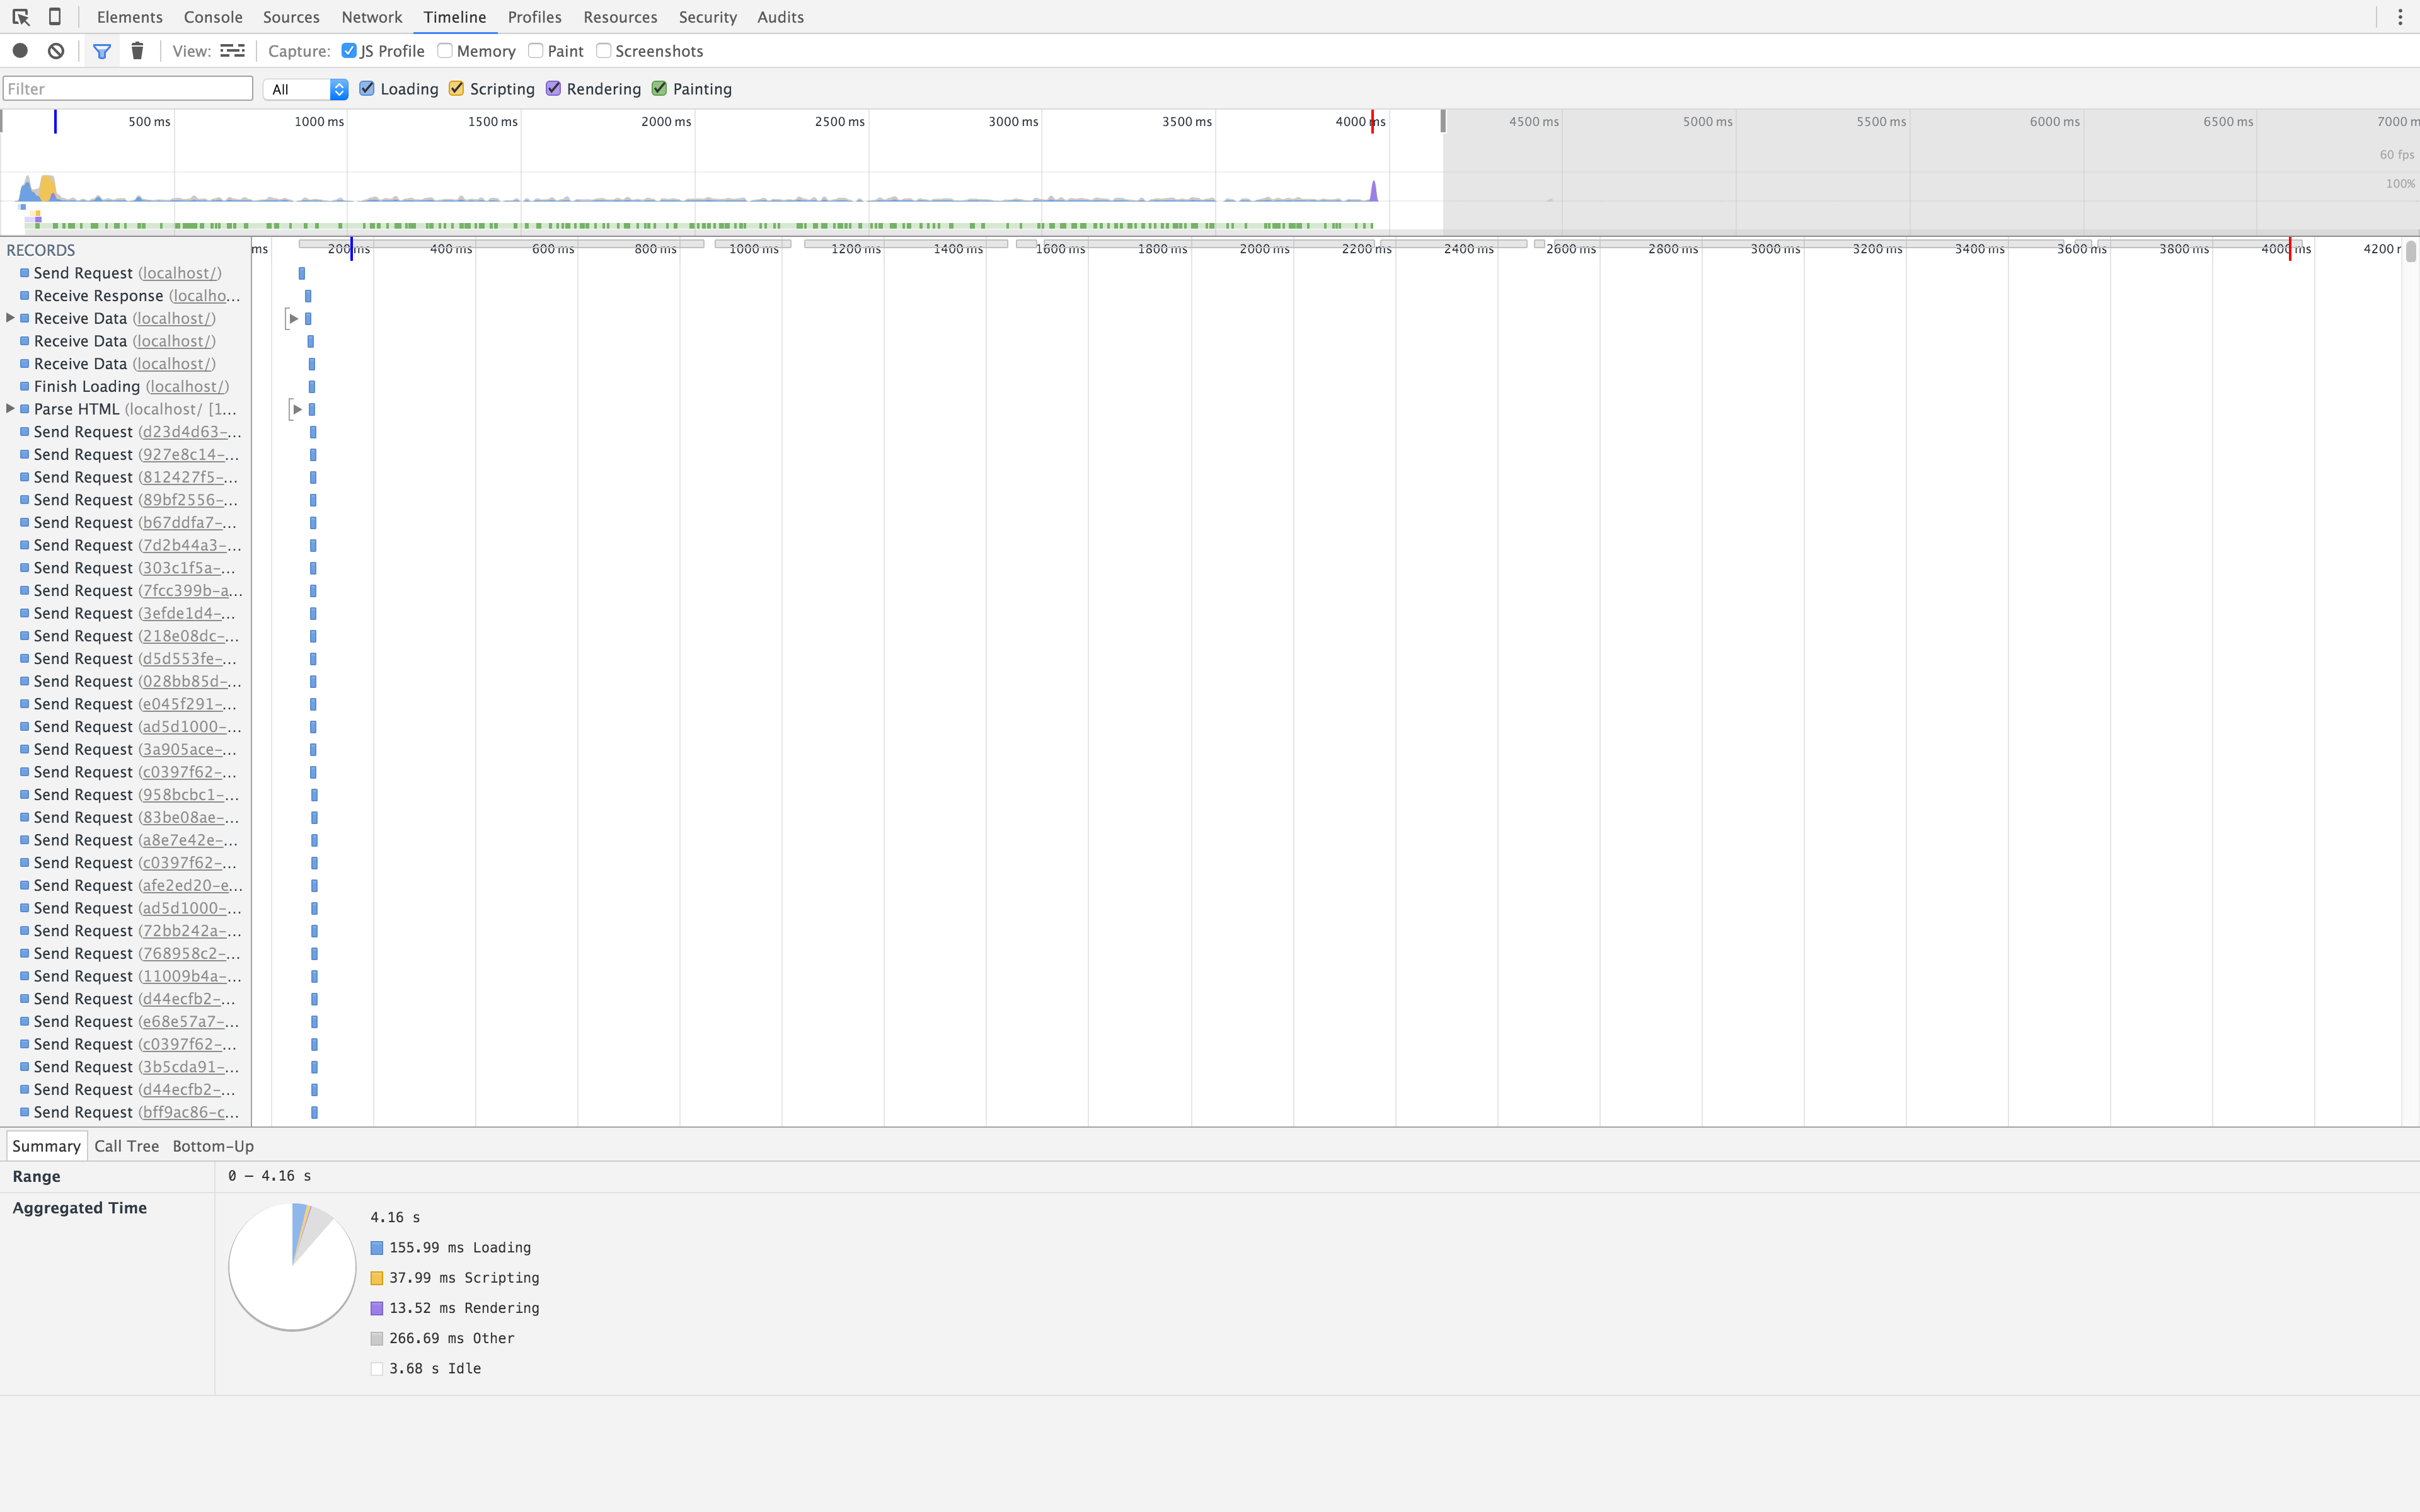 Elements Console Sources Network Timeline Profiles Resources Security Audits
View: Capture: JS Profile Memory Paint Screenshots
Filter All Loading Scripting Rendering Painting
500 ms 1000 ms 1500 ms 2000 ms 2500 ms 3000 ms 3500 ms 4000 ms 4500 ms 5000 ms 5500 ms 6000 ms 6500 ms 7000 m
60 fps
100%
RECORDS ms 200 ms 400 ms 600 ms 800 ms 1000 ms 1200 ms 1400 ms 1600 ms 1800 ms 2000 ms 2200 ms 2400 ms 2600 ms 2800 ms 3000 ms 3200 ms 3400 ms 3600 ms 3800 ms 4000 ms 4200 r
Send Request (localhost/)
Receive Response (localho...
Receive Data (localhost/)
Receive Data (localhost/)
Receive Data (localhost/)
Finish Loading (localhost/)
Parse HTML (localhost/ [1...
Send Request (d23d4d63-...
Send Request (927e8c14-...
Send Request (812427f5-...
Send Request (89bf2556-...
Send Request (b67ddfa7-...
Send Request (7d2b44a3-...
Send Request (303c1f5a-...
Send Request (7fcc399b-a...
Send Request (3efde1d4-...
Send Request (218e08dc-...
Send Request (d5d553fe-...
Send Request (028bb85d-...
Send Request (e045f291-...
Send Request (ad5d1000-...
Send Request (3a905ace-...
Send Request (c0397f62-...
Send Request (958bcbc1-...
Send Request (83be08ae-...
Send Request (a8e7e42e-...
Send Request (c0397f62-...
Send Request (afe2ed20-e...
Send Request (ad5d1000-...
Send Request (72bb242a-...
Send Request (768958c2-...
Send Request (11009b4a-...
Send Request (d44ecfb2-...
Send Request (e68e57a7-...
Send Request (c0397f62-...
Send Request (3b5cda91-...
Send Request (d44ecfb2-...
Send Request (bff9ac86-c...
Summary Call Tree Bottom-Up
Range 0 – 4.16 s
Aggregated Time
4.16 s
155.99 ms Loading
37.99 ms Scripting
13.52 ms Rendering
266.69 ms Other
3.68 s Idle